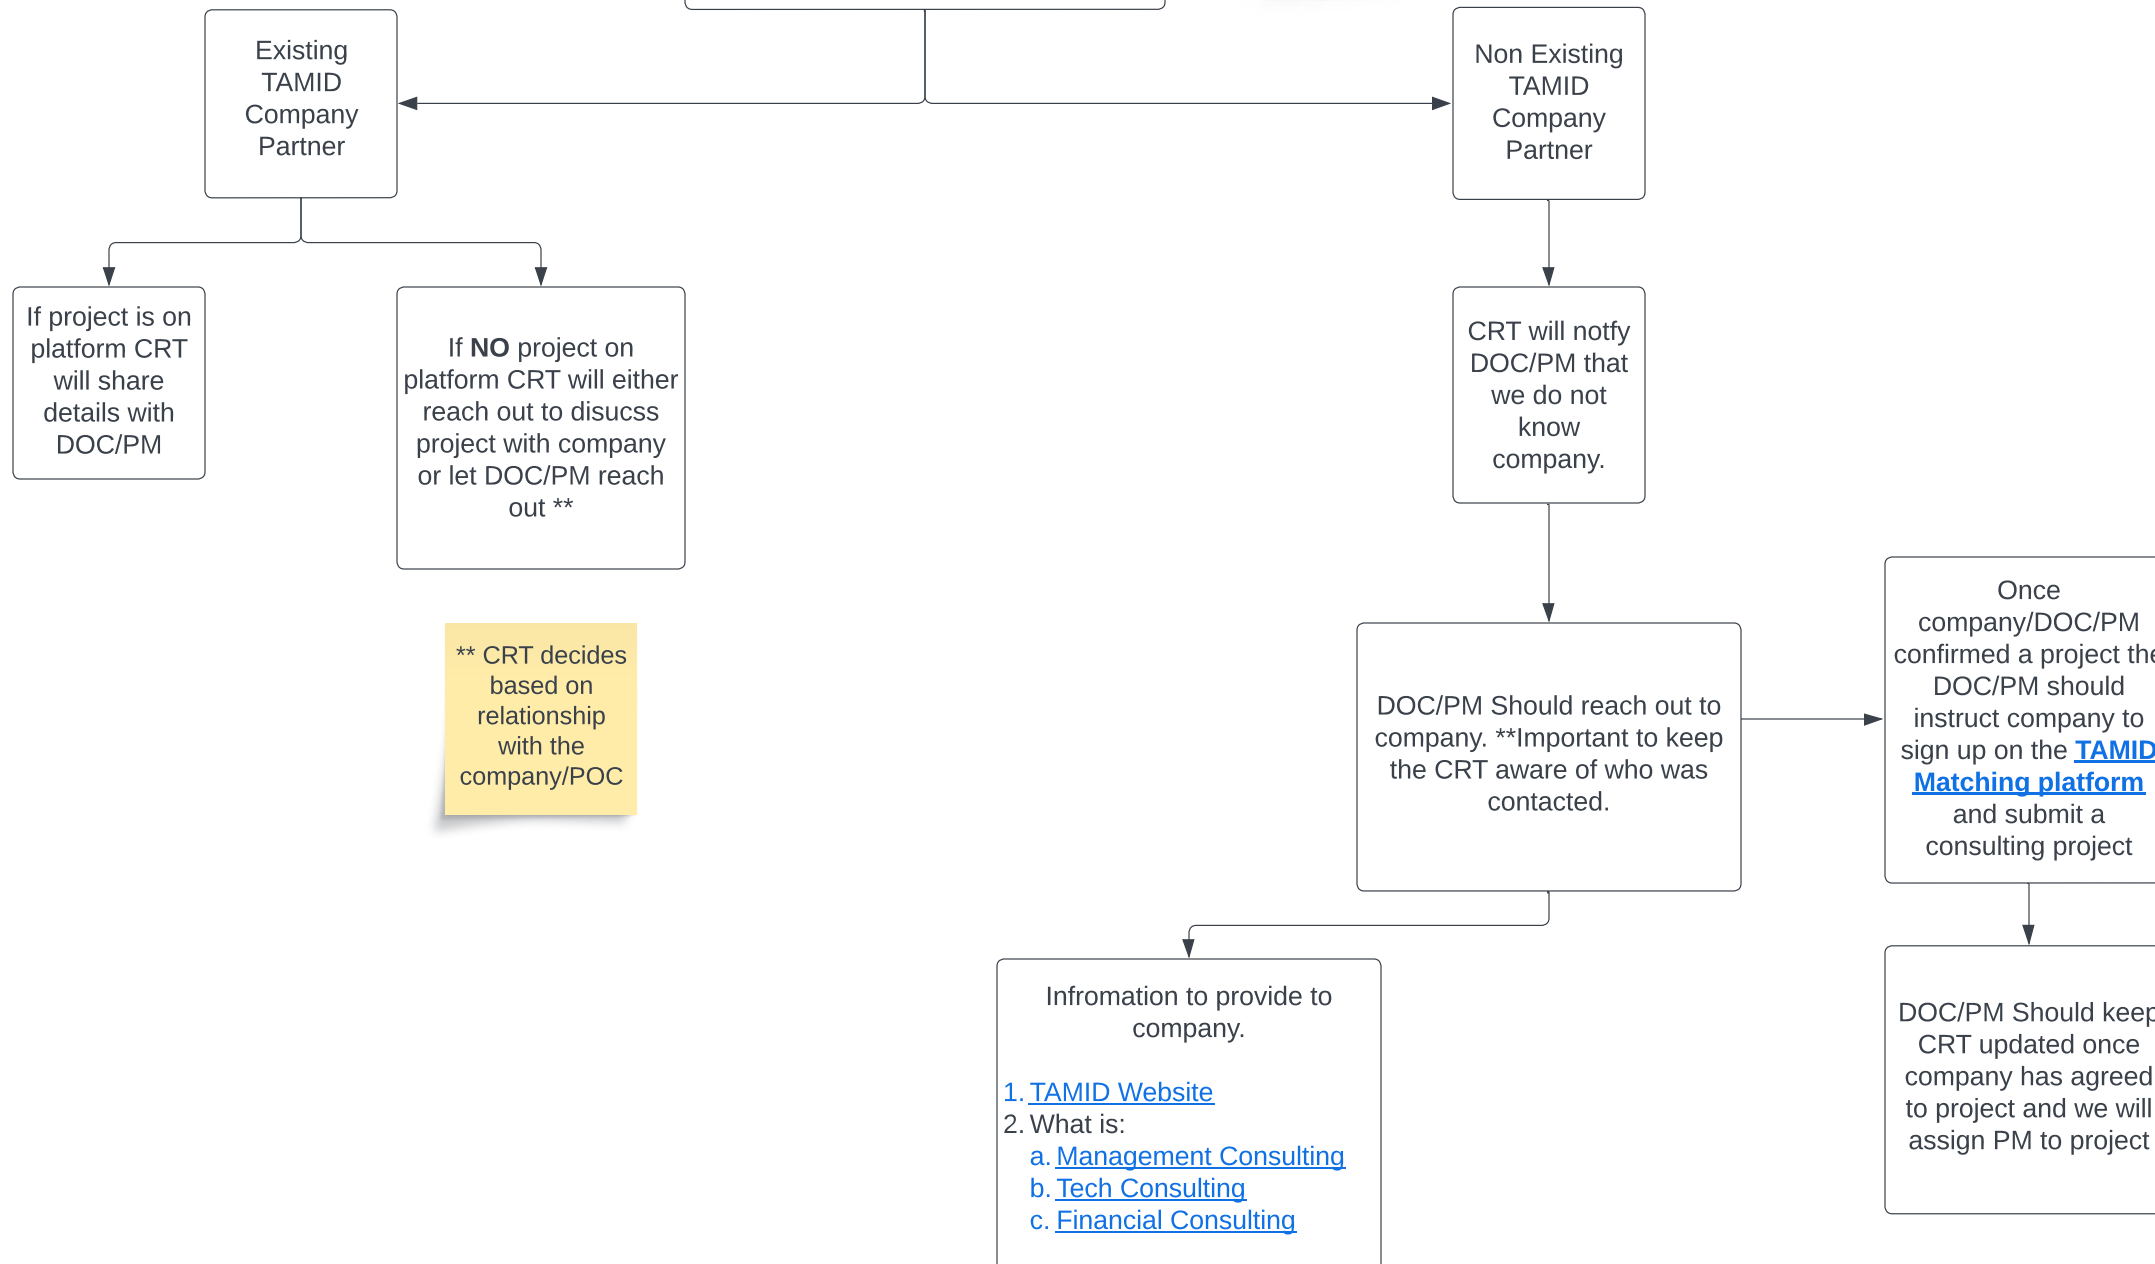 Existing
TAMID
Company
Partner
Non Existing
TAMID
Company
Partner
If project is on
platform CRT
will share
details with
DOC/PM
If NO project on
platform CRT will either
reach out to disucss
project with company
or let DOC/PM reach
out **
** CRT decides
based on
relationship
with the
company/POC
CRT will notfy
DOC/PM that
we do not
know
company.
DOC/PM Should reach out to
company. **Important to keep
the CRT aware of who was
contacted.
Once
company/DOC/PM
confirmed a project the
DOC/PM should
instruct company to
sign up on the TAMID
Matching platform
and submit a
consulting project
Infromation to provide to
company.
1. TAMID Website
2. What is:
a. Management Consulting
b. Tech Consulting
c. Financial Consulting
DOC/PM Should keep
CRT updated once
company has agreed
to project and we will
assign PM to project